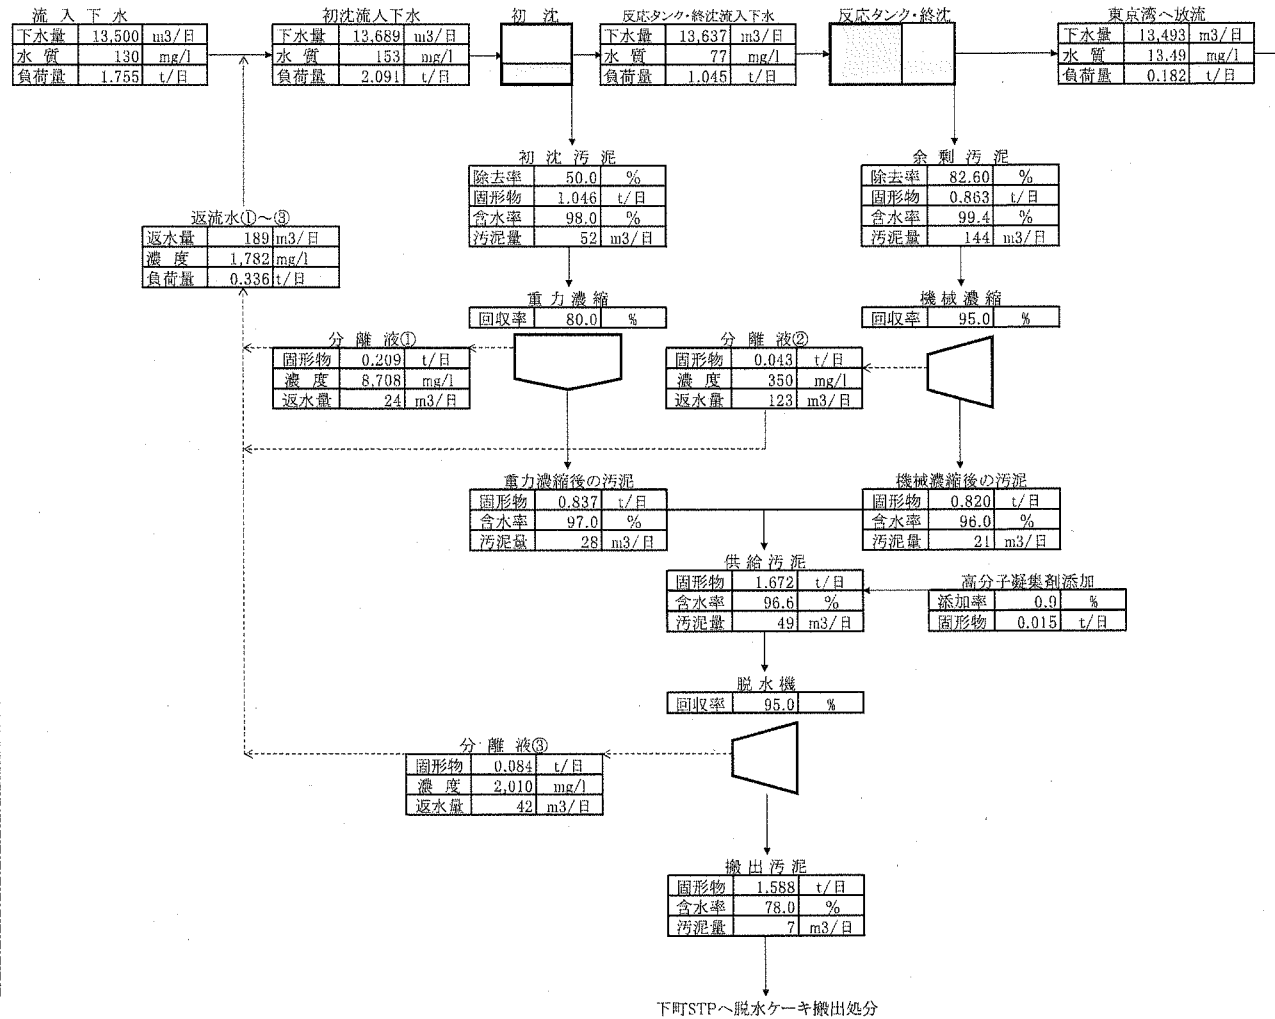 流 入 下 水
下水量 13,500 m3/日
水 質 130 mg/l
負荷量 1.755 t/日
初沈流入下水
下水量 13,689 m3/日
水 質 153 mg/l
負荷量 2.091 t/日
初 沈
反応タンク・終沈流入下水
下水量 13,637 m3/日
水 質 77 mg/l
負荷量 1.045 t/日
反応タンク・終沈
東京湾へ放流
下水量 13,493 m3/日
水 質 13.49 mg/l
負荷量 0.182 t/日
初 沈 汚 泥
除去率 50.0 %
固形物 1.046 t/日
含水率 98.0 %
汚泥量 52 m3/日
余 剰 汚 泥
除去率 82.60 %
固形物 0.863 t/日
含水率 99.4 %
汚泥量 144 m3/日
返流水①～③
返水量 189 m3/日
濃 度 1,782 mg/l
負荷量 0.336 t/日
重 力 濃 縮
回収率 80.0 %
機 械 濃 縮
回収率 95.0 %
分 離 液①
固形物 0.209 t/日
濃 度 8,708 mg/l
返水量 24 m3/日
分 離 液②
固形物 0.043 t/日
濃 度 350 mg/l
返水量 123 m3/日
重力濃縮後の汚泥
固形物 0.837 t/日
含水率 97.0 %
汚泥量 28 m3/日
機械濃縮後の汚泥
固形物 0.820 t/日
含水率 96.0 %
汚泥量 21 m3/日
供 給 汚 泥
固形物 1.672 t/日
含水率 96.6 %
汚泥量 49 m3/日
高分子凝集剤添加
添加率 0.9 %
固形物 0.015 t/日
脱 水 機
回収率 95.0 %
分 離 液③
固形物 0.084 t/日
濃 度 2,010 mg/l
返水量 42 m3/日
搬 出 汚 泥
固形物 1.588 t/日
含水率 78.0 %
汚泥量 7 m3/日
下町STPへ脱水ケーキ搬出処分